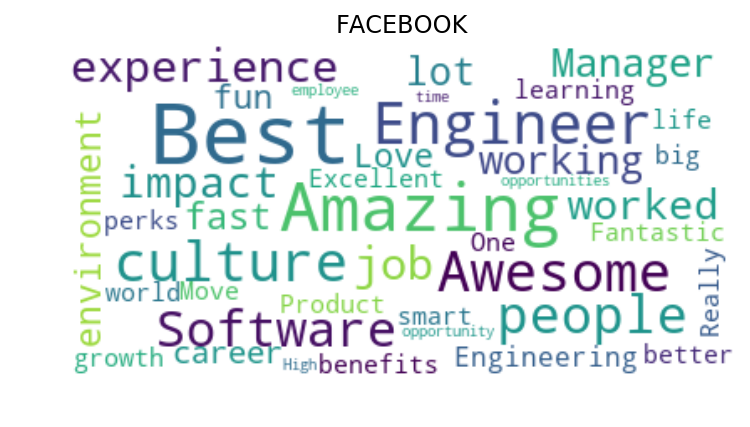 FACEBOOK
experience
lot
Manager
fun
employee
time
learning
Best
Engineer
life
environment
Love
working
big
impact
Excellent
opportunities
perks
fast
Amazing
worked
Fantastic
culture
job
One
Awesome
Really
world
Move
Product
smart
people
Software
opportunity
growth
career
High
benefits
Engineering
better